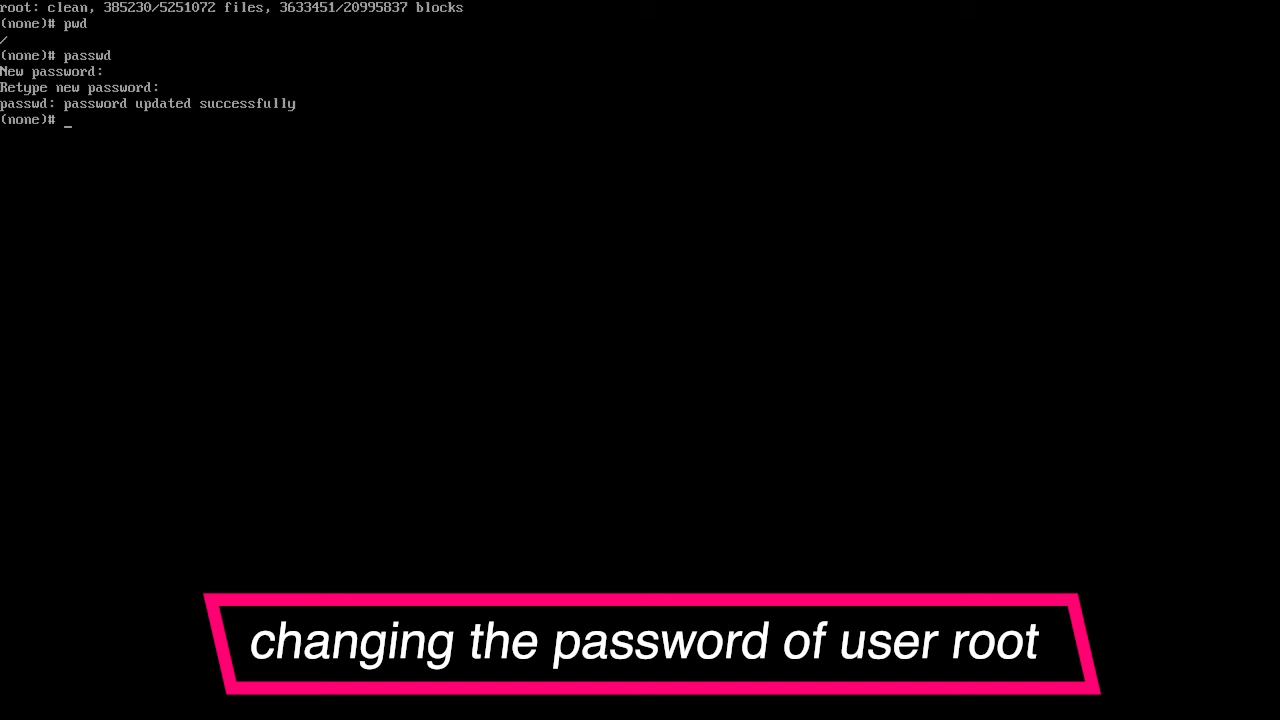 root: clean, 385230/5251072 files, 3633451/20995837 blocks
(none)# pwd
/
(none)# passwd
New password:
Retype new password:
passwd: password updated successfully
(none)# _
changing the password of user root